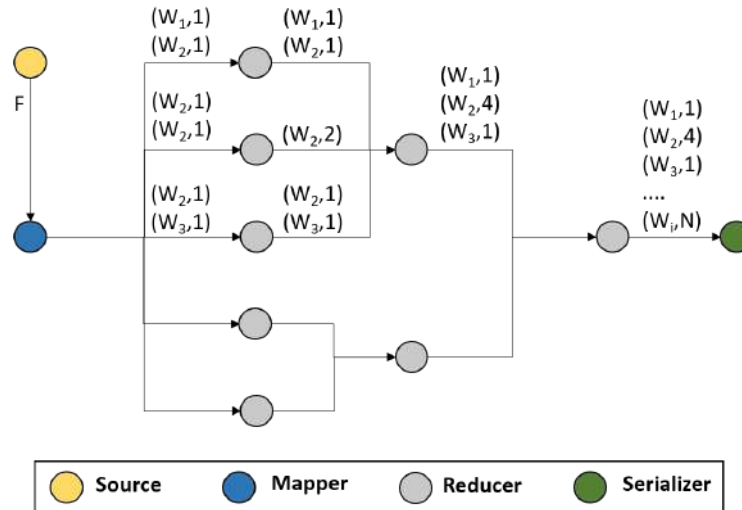 (W₁,1) (W₁,1)
(W₂,1) (W₂,1)
F
(W₂,1)
(W₂,1) (W₂,2)
(W₂,1) (W₂,1)
(W₃,1) (W₃,1)
(W₁,1)
(W₂,4)
(W₃,1)
(W₁,1)
(W₂,4)
(W₃,1)
....
(Wᵢ,N)
Source Mapper Reducer Serializer